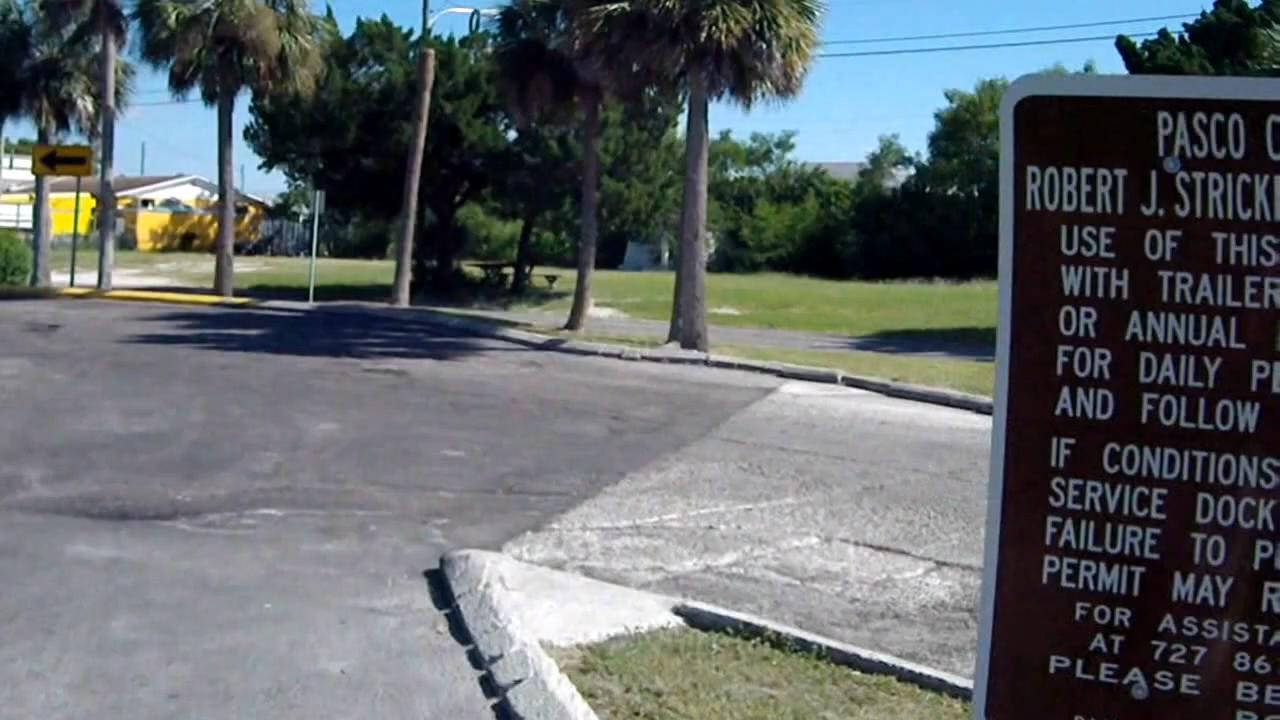 PASCO C
ROBERT J. STRICK
USE OF THIS
WITH TRAILER
OR ANNUAL
FOR DAILY P
AND FOLLOW
IF CONDITIONS
SERVICE DOCK
FAILURE TO P
PERMIT MAY R
FOR ASSISTA
AT 727 86
PLEASE BE